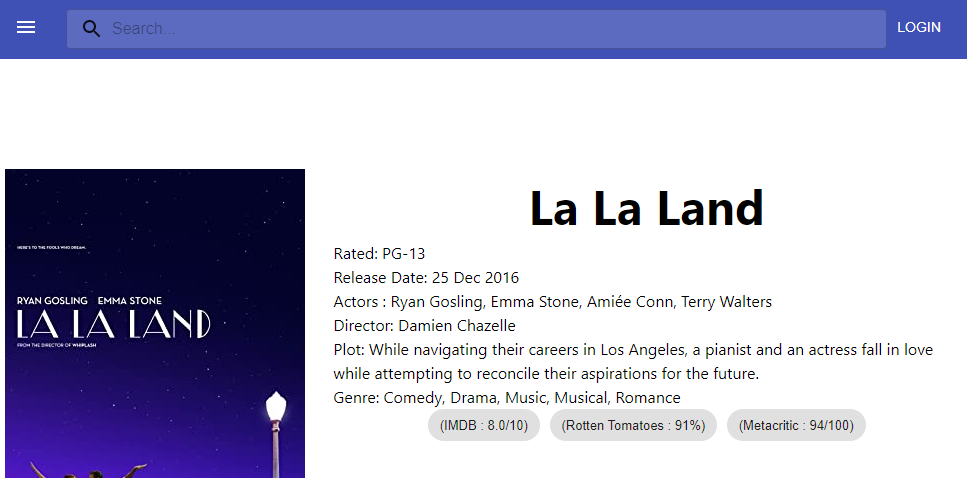 Search...
LOGIN
La La Land
Rated: PG-13
Release Date: 25 Dec 2016
Actors : Ryan Gosling, Emma Stone, Amiée Conn, Terry Walters
Director: Damien Chazelle
Plot: While navigating their careers in Los Angeles, a pianist and an actress fall in love
while attempting to reconcile their aspirations for the future.
Genre: Comedy, Drama, Music, Musical, Romance
(IMDB : 8.0/10) (Rotten Tomatoes : 91%) (Metacritic : 94/100)
HERE'S TO THE FOOLS WHO DREAM.
RYAN GOSLING EMMA STONE
LA LA LAND
FROM THE DIRECTOR OF WHIPLASH